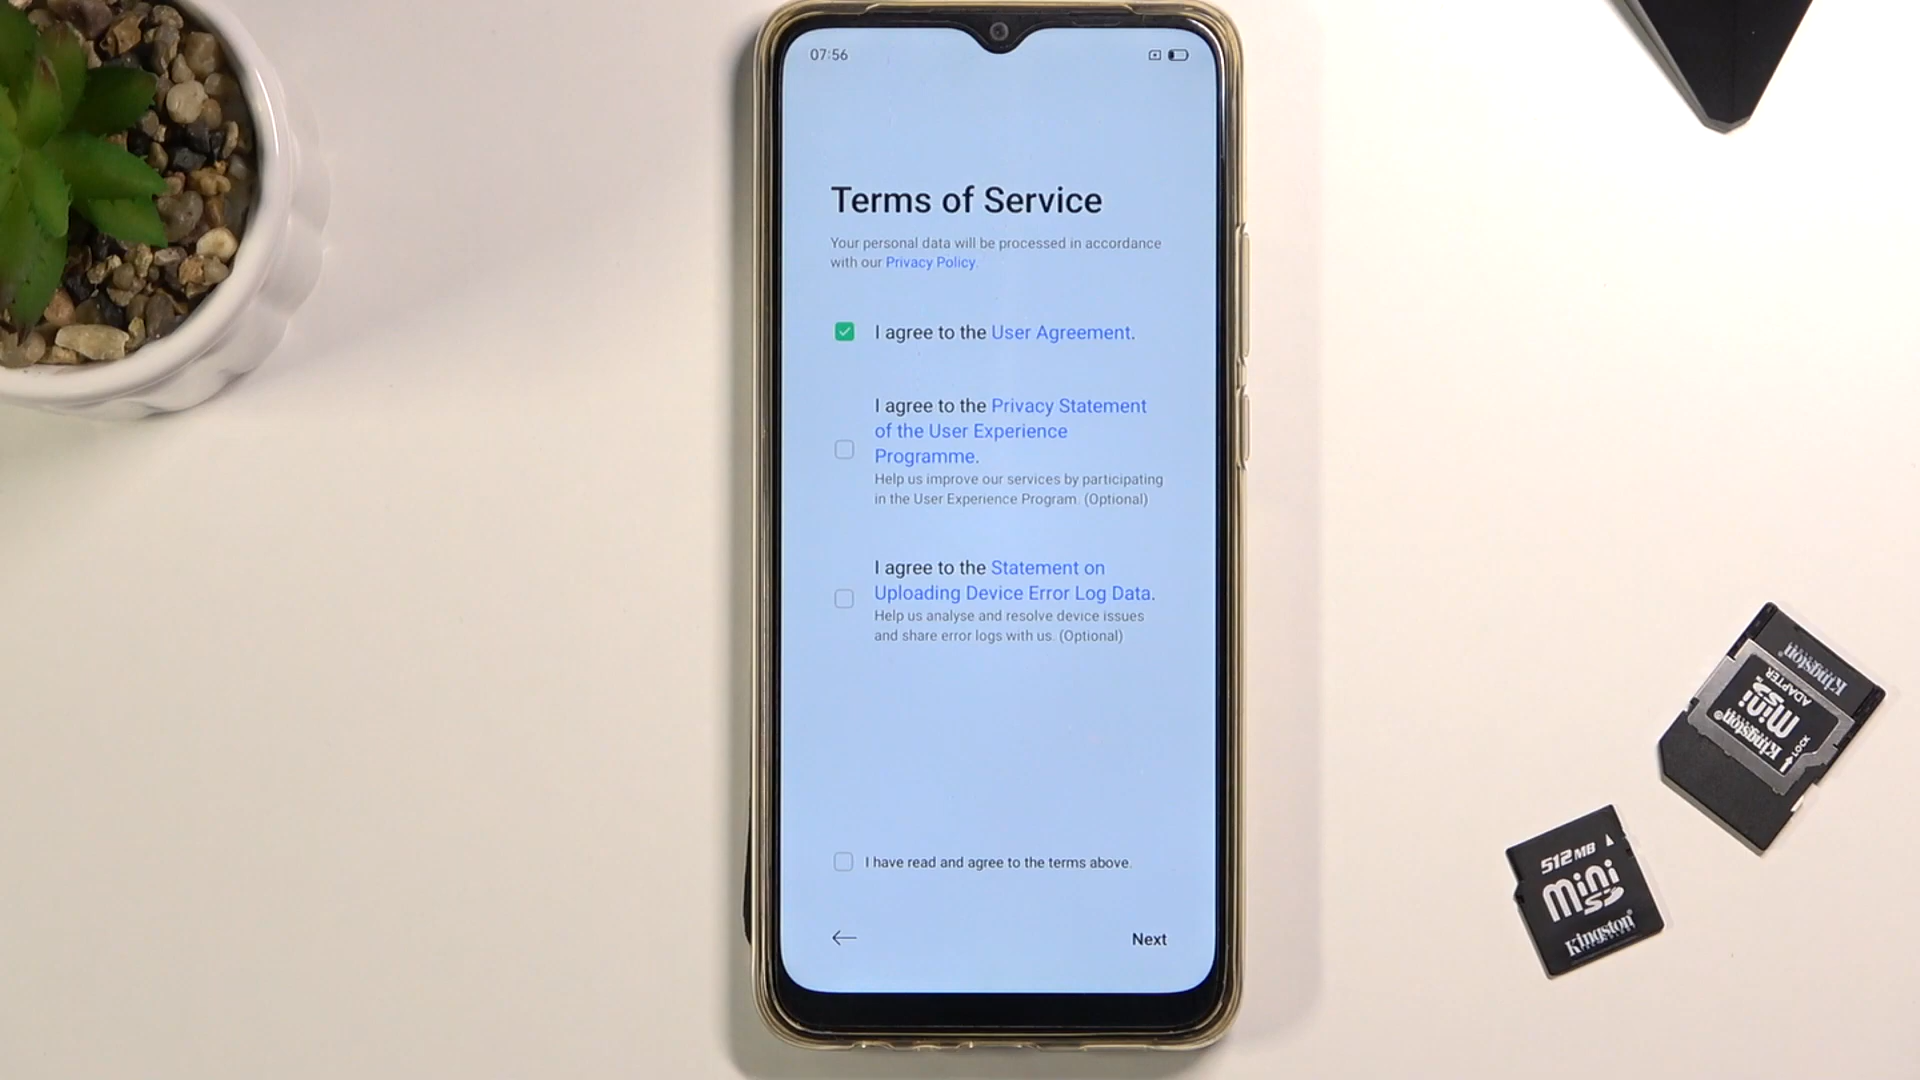 07:56
Terms of Service
Your personal data will be processed in accordance
with our Privacy Policy.
I agree to the User Agreement.
I agree to the Privacy Statement
of the User Experience
Programme.
Help us improve our services by participating
in the User Experience Program. (Optional)
I agree to the Statement on
Uploading Device Error Log Data.
Help us analyse and resolve device issues
and share error logs with us. (Optional)
I have read and agree to the terms above.
Next
Kingston
Kingston
mini
SD
ADAPTER
LOCK
512 MB
mini
SD
Kingston